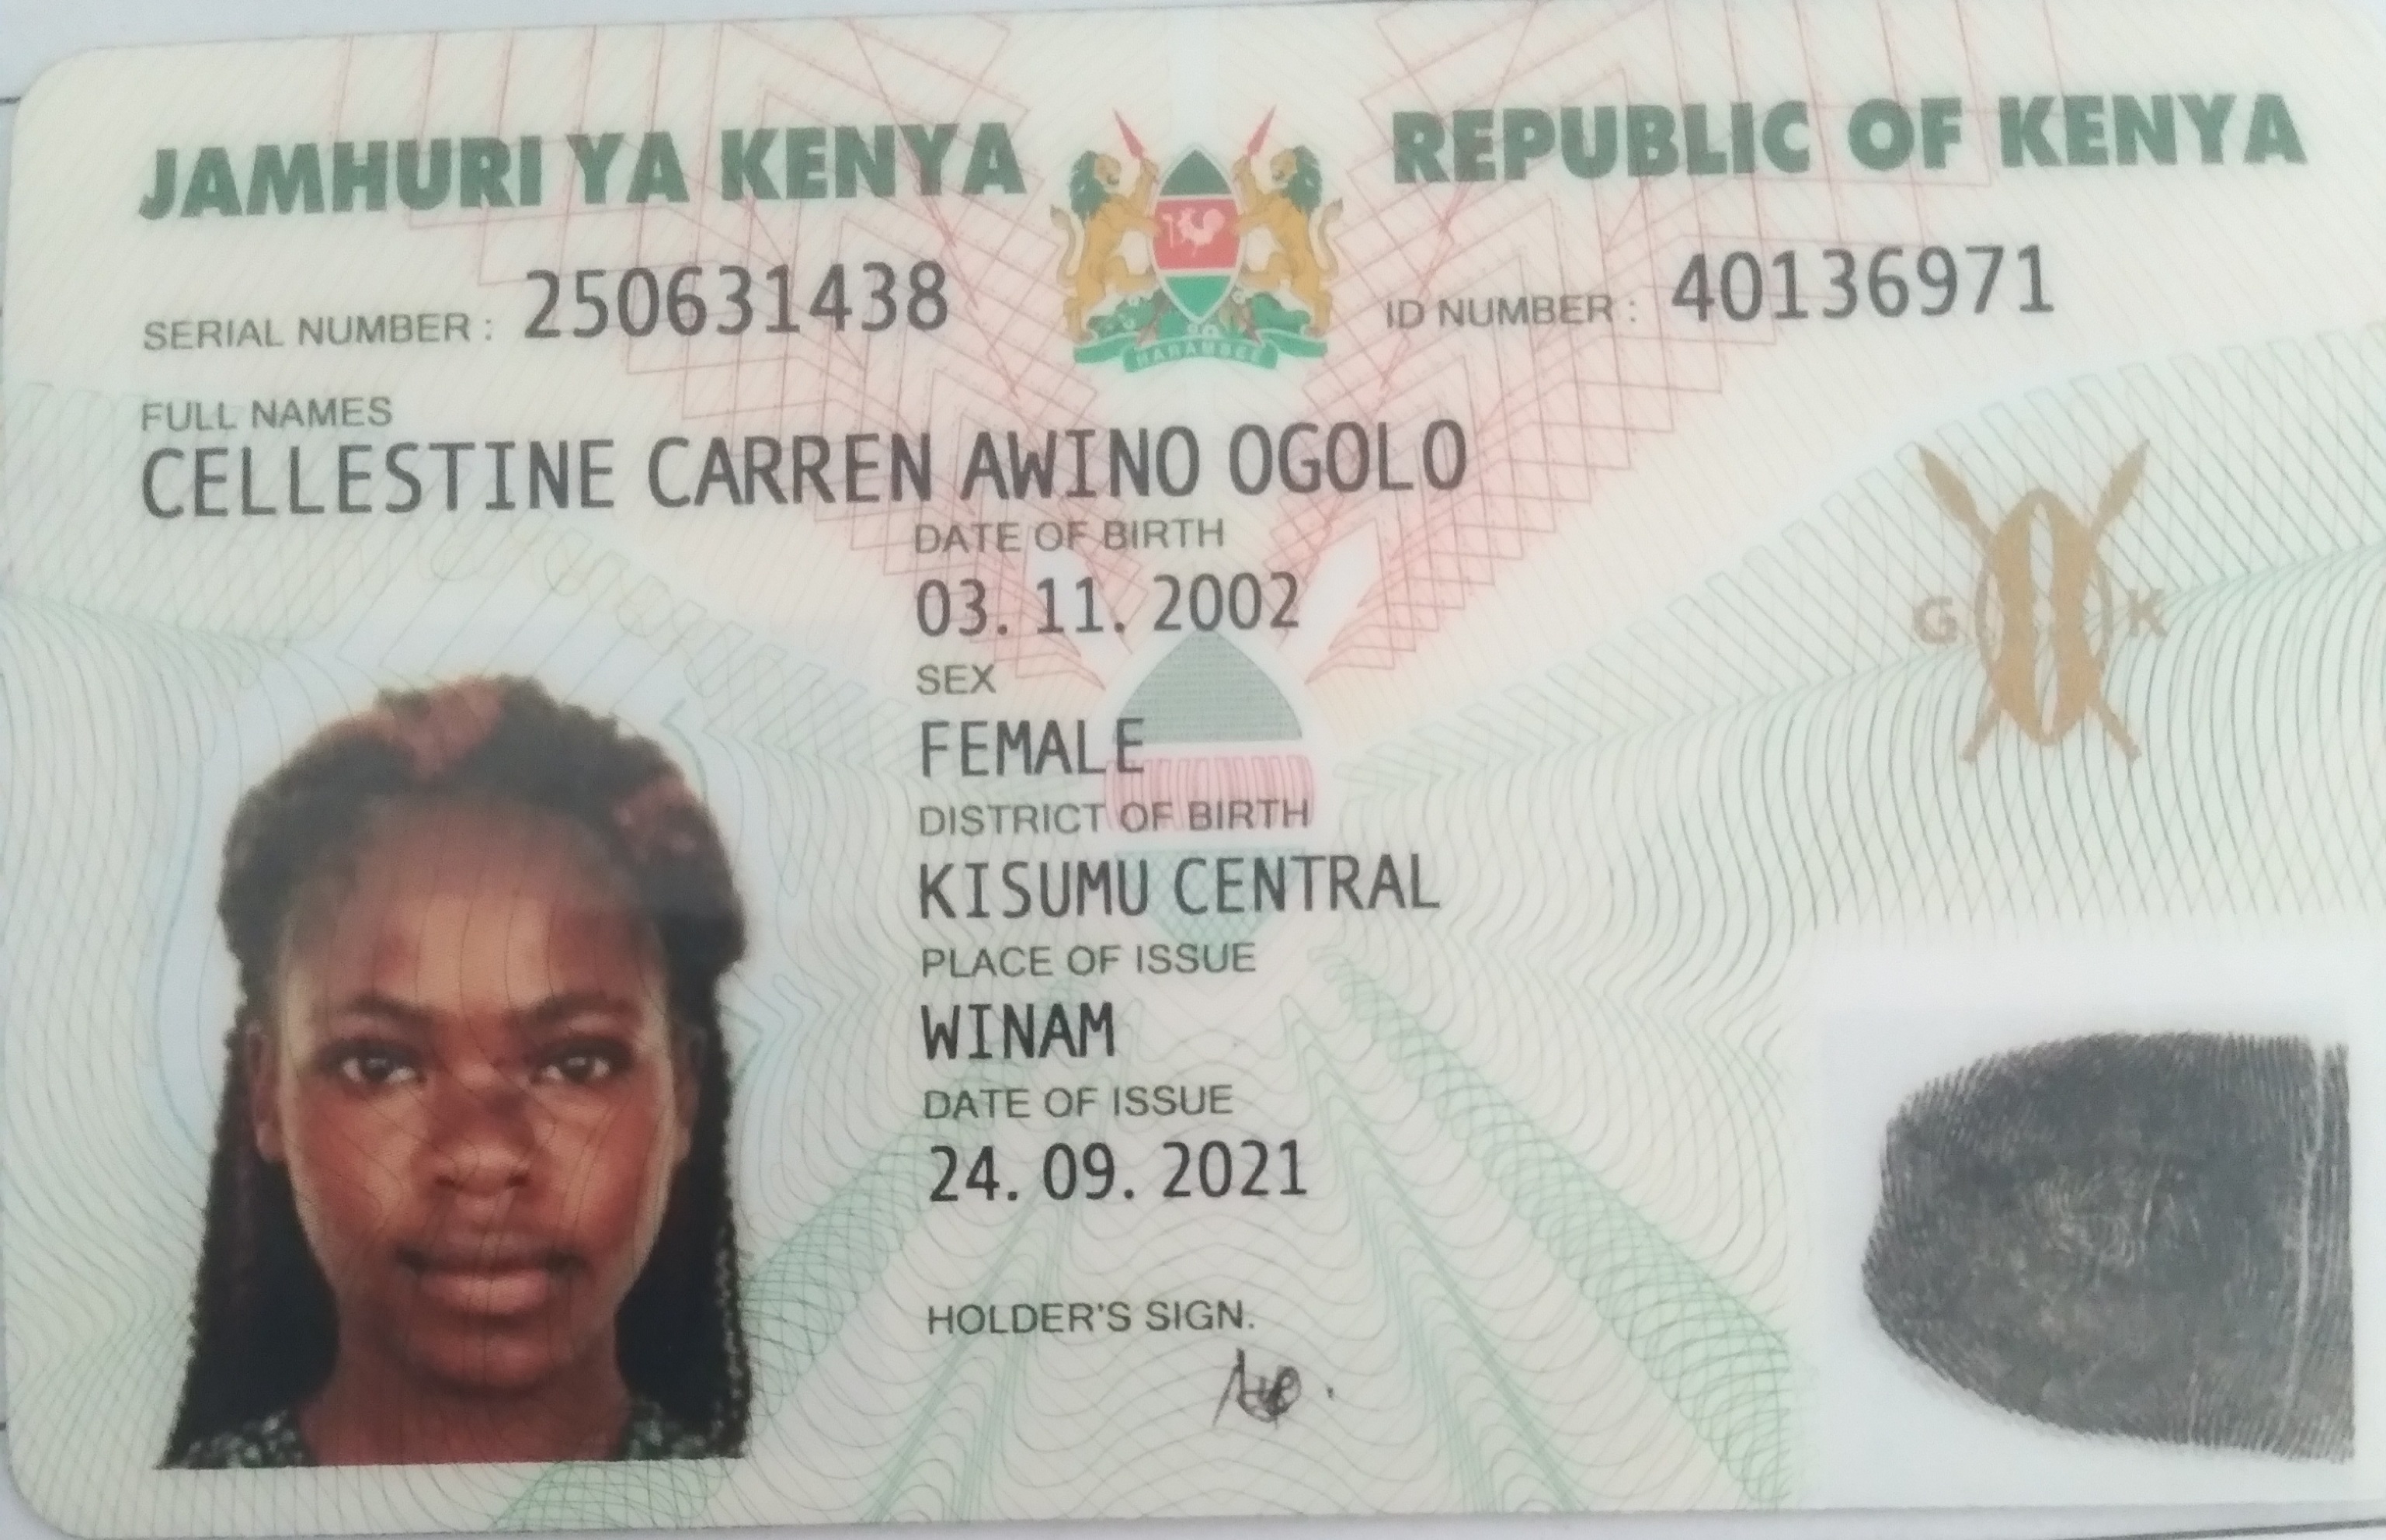 JAMHURI YA KENYA REPUBLIC OF KENYA
SERIAL NUMBER : 250631438 ID NUMBER : 40136971
HARAMBEE
FULL NAMES
CELLESTINE CARREN AWINO OGOLO
DATE OF BIRTH
03. 11. 2002
G K
SEX
FEMALE
DISTRICT OF BIRTH
KISUMU CENTRAL
PLACE OF ISSUE
WINAM
DATE OF ISSUE
24. 09. 2021
HOLDER'S SIGN.